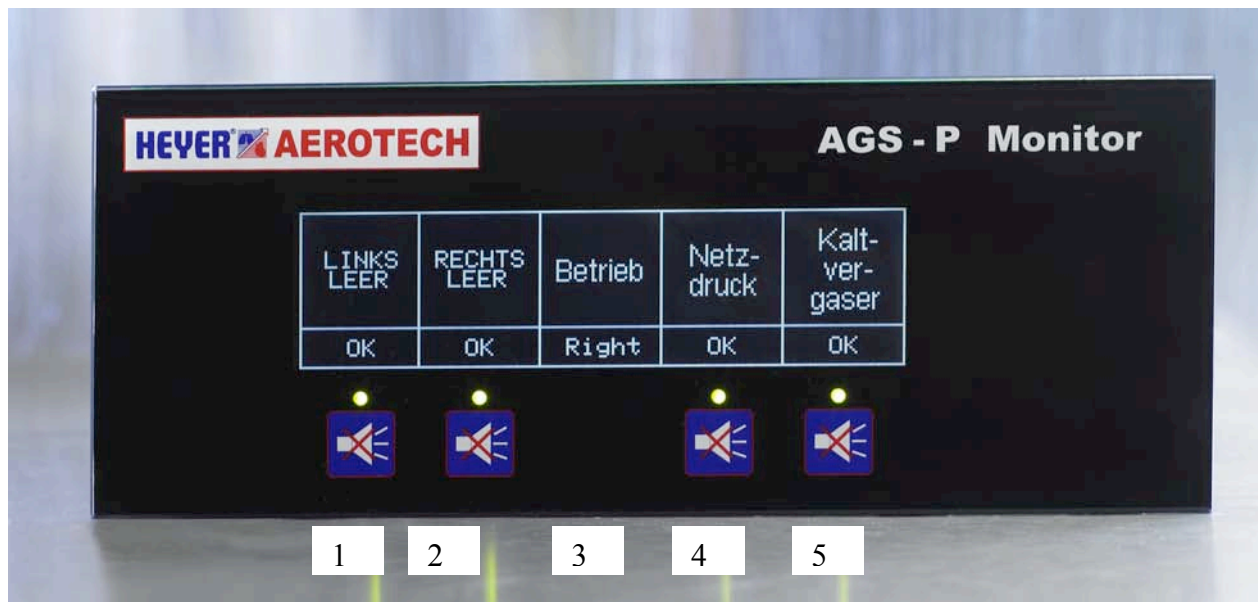 HEYER® AEROTECH
AGS - P Monitor
LINKS
LEER
RECHTS
LEER
Betrieb
Netz-
druck
Kalt-
ver-
gaser
OK
OK
Right
OK
OK
1
2
3
4
5